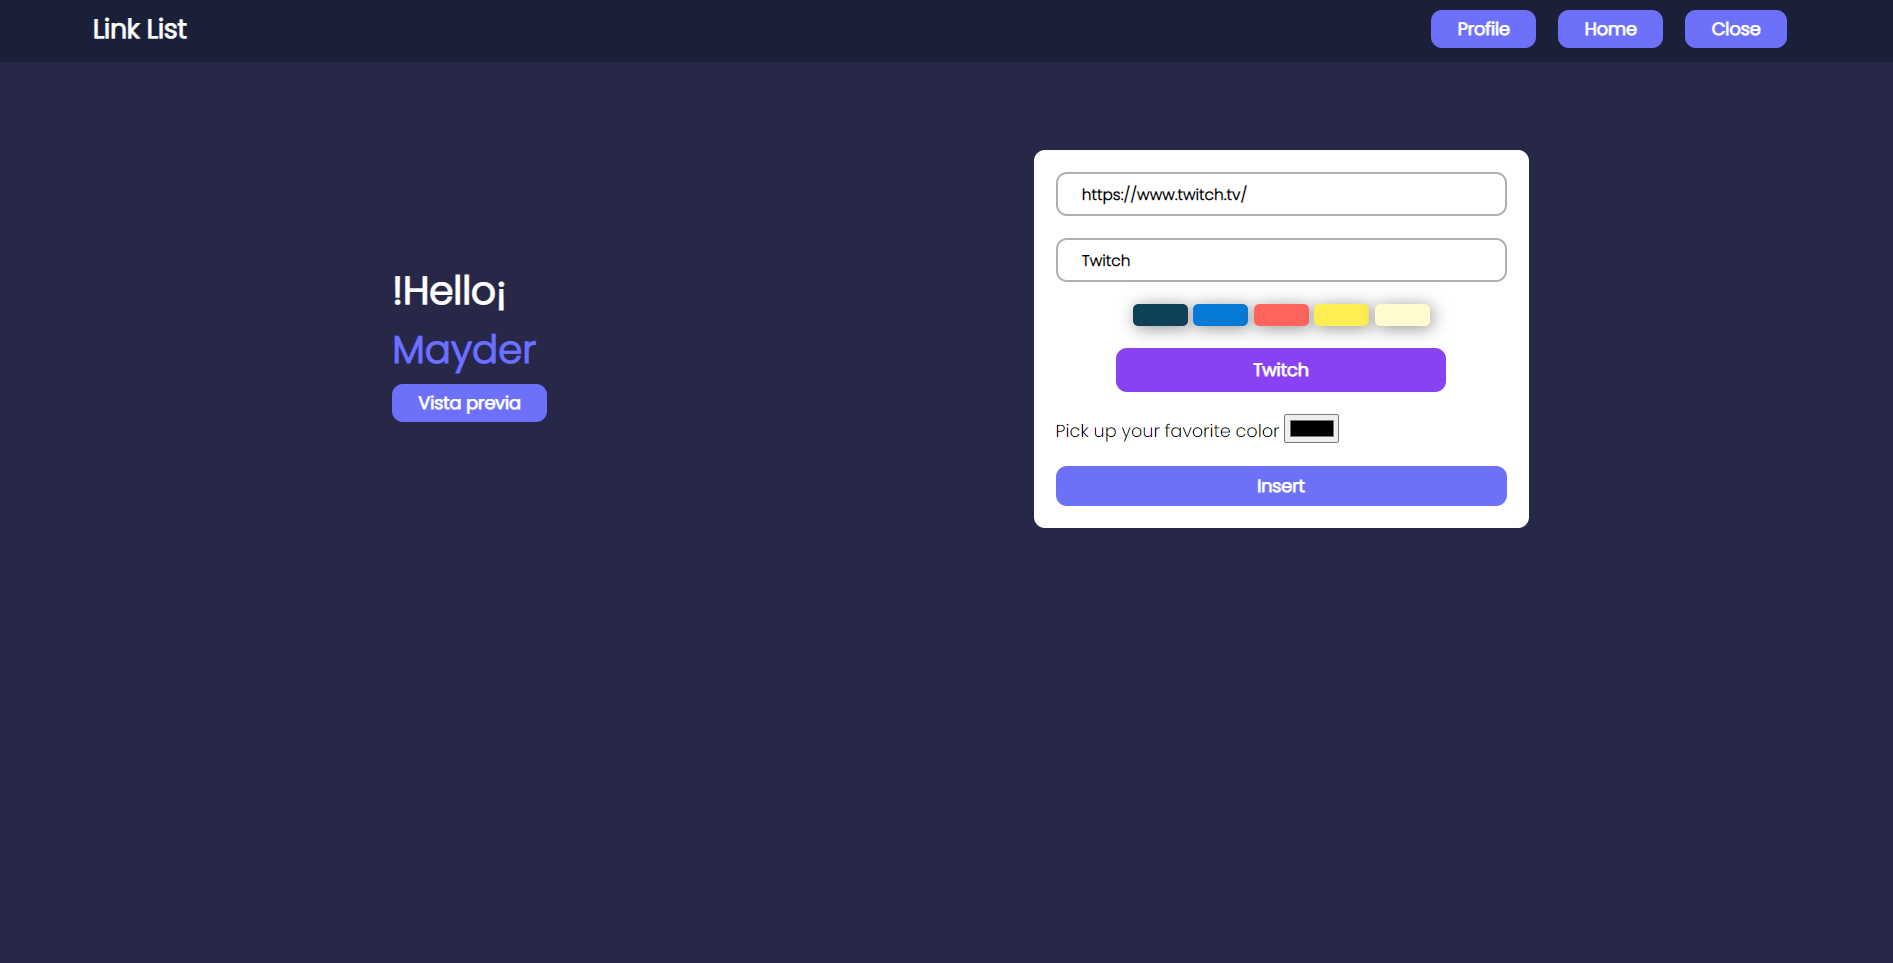 Link List
Profile
Home
Close
!Hello¡
Mayder
Vista previa
https://www.twitch.tv/
Twitch
Twitch
Pick up your favorite color
Insert